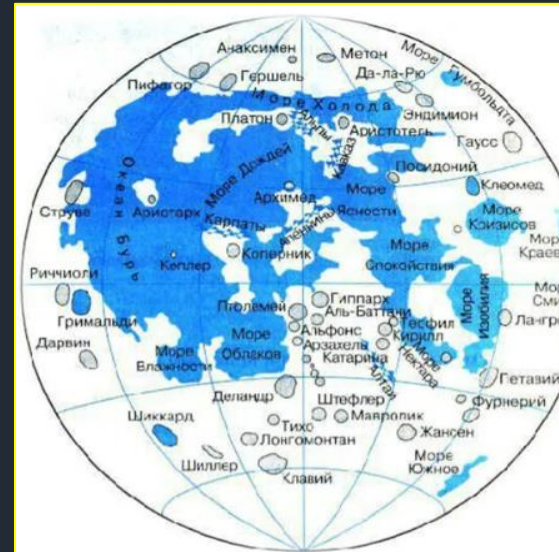 Анаксимен
Метон
Море Гумбольдта
Пифагор
Гершель
Да-ла-Рю
Море Холода
Эндимион
Платон
Альпы
Аристотель
Гаусс
Кавказ
Океан Бурь
Море Дождей
Посидоний
Архимед
Море
Ясности
Клеомед
Струве
Аристарх
Карпаты
Апеннины
Море
Кризисов
Мор
Краев
Кеплер
Коперник
Море
Спокойствия
Риччиоли
Море
Изобилия
Мор
См
Гиппарх
Птолемей
Аль-Баттани
Гримальди
Тесфил
Ла-нгр
Альфонс
Кирилл
Дарвин
Море
Влажности
Море
Облаков
Арзахель
Катарина
Море
Нектара
Алтай
Петавий
Деландр
Штефлер
Фурнерий
Шиккард
Тихо
Мавролик
Лонгомонтан
Жансен
Шиллер
Клавий
Море
Южное